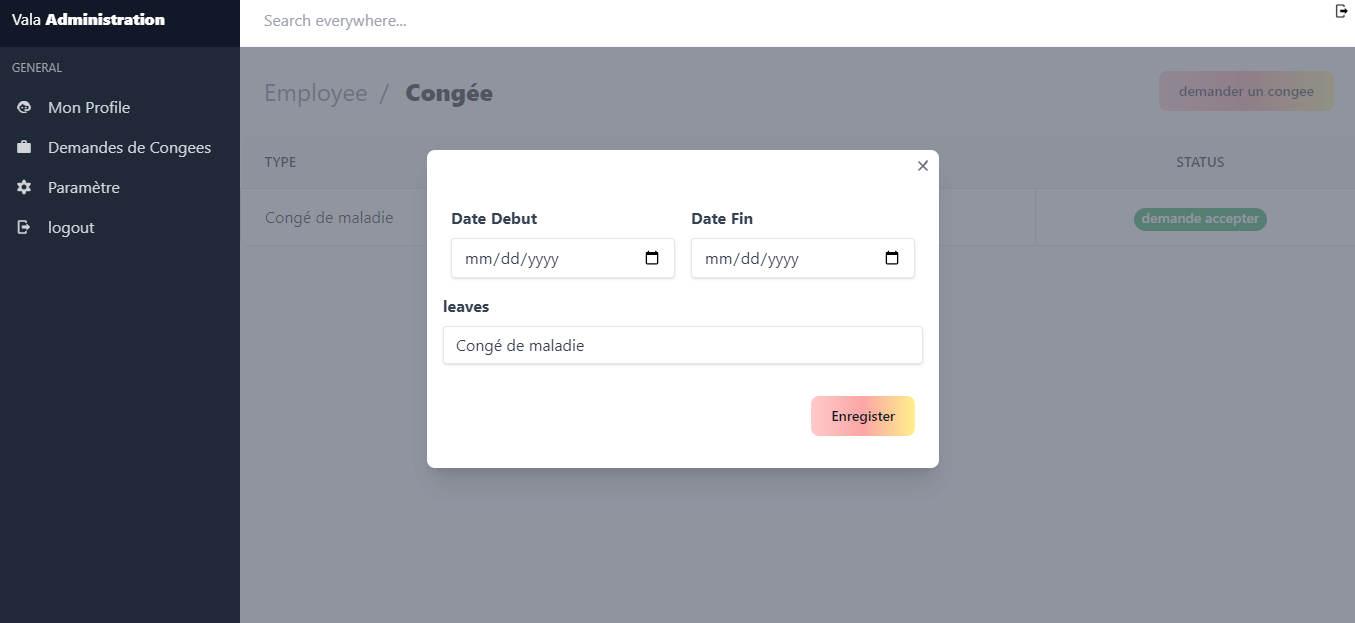 Vala Administration
Search everywhere...
GENERAL
Mon Profile
Demandes de Congees
Paramètre
logout
Employee / Congée
demander un congee
TYPE
STATUS
Congé de maladie
demande accepter
Date Debut
Date Fin
mm/dd/yyyy
mm/dd/yyyy
leaves
Congé de maladie
Enregister